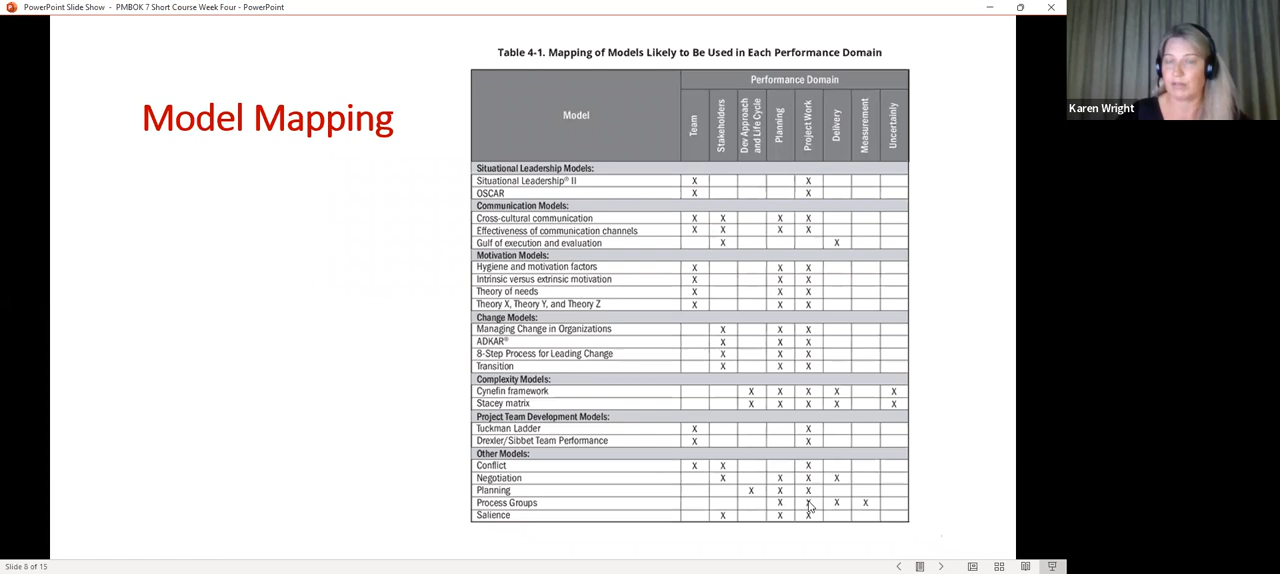 PowerPoint Slide Show - PMBOK 7 Short Course Week Four - PowerPoint
Karen Wright
Model Mapping
Table 4-1. Mapping of Models Likely to Be Used in Each Performance Domain
Performance Domain
Model
Team
Stakeholders
Dev Approach
and Life Cycle
Planning
Project Work
Delivery
Measurement
Uncertainly
Situational Leadership Models:
Situational Leadership® II X X
OSCAR X X
Communication Models:
Cross-cultural communication X X X X
Effectiveness of communication channels X X X X
Gulf of execution and evaluation X X
Motivation Models:
Hygiene and motivation factors X X X
Intrinsic versus extrinsic motivation X X X
Theory of needs X X X
Theory X, Theory Y, and Theory Z X X X
Change Models:
Managing Change in Organizations X X X
ADKAR® X X X
8-Step Process for Leading Change X X X
Transition X X X
Complexity Models:
Cynefin framework X X X X X
Stacey matrix X X X X X
Project Team Development Models:
Tuckman Ladder X X
Drexler/Sibbet Team Performance X X
Other Models:
Conflict X X X
Negotiation X X X X
Planning X X X
Process Groups X X X X
Salience X X X
Slide 8 of 15